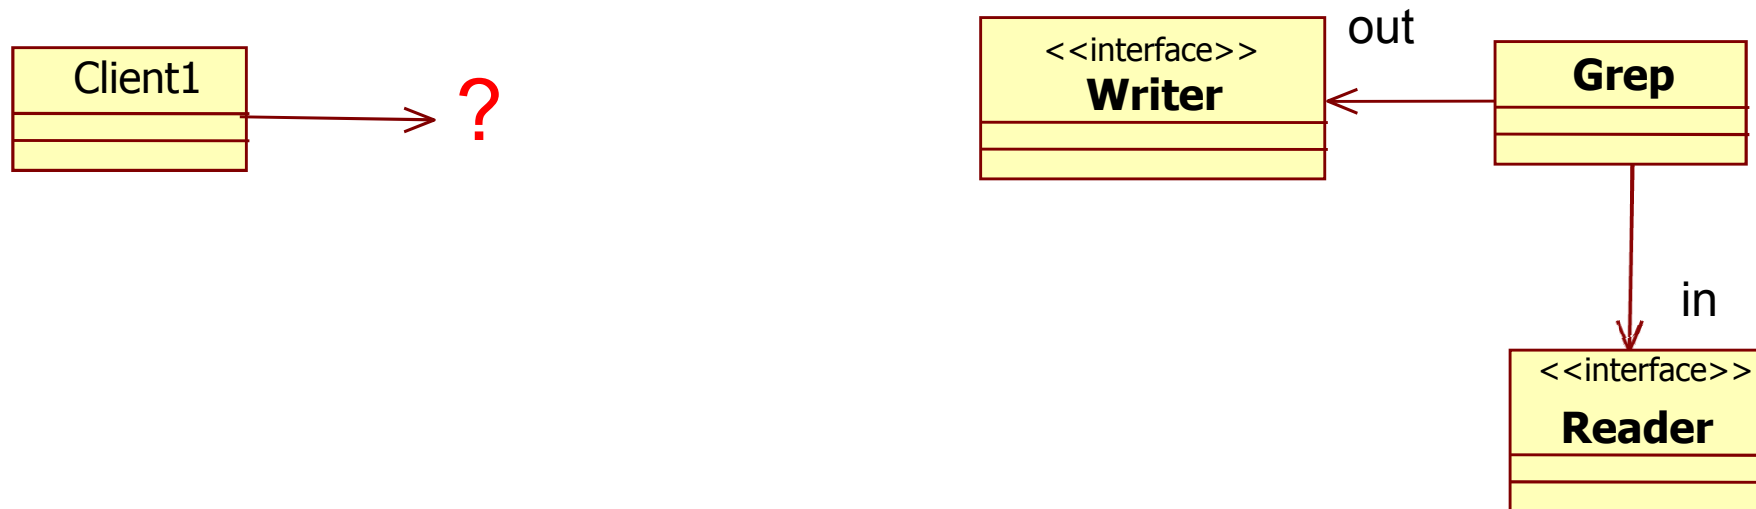 Client1
?
<<interface>>
Writer
out
Grep
in
<<interface>>
Reader